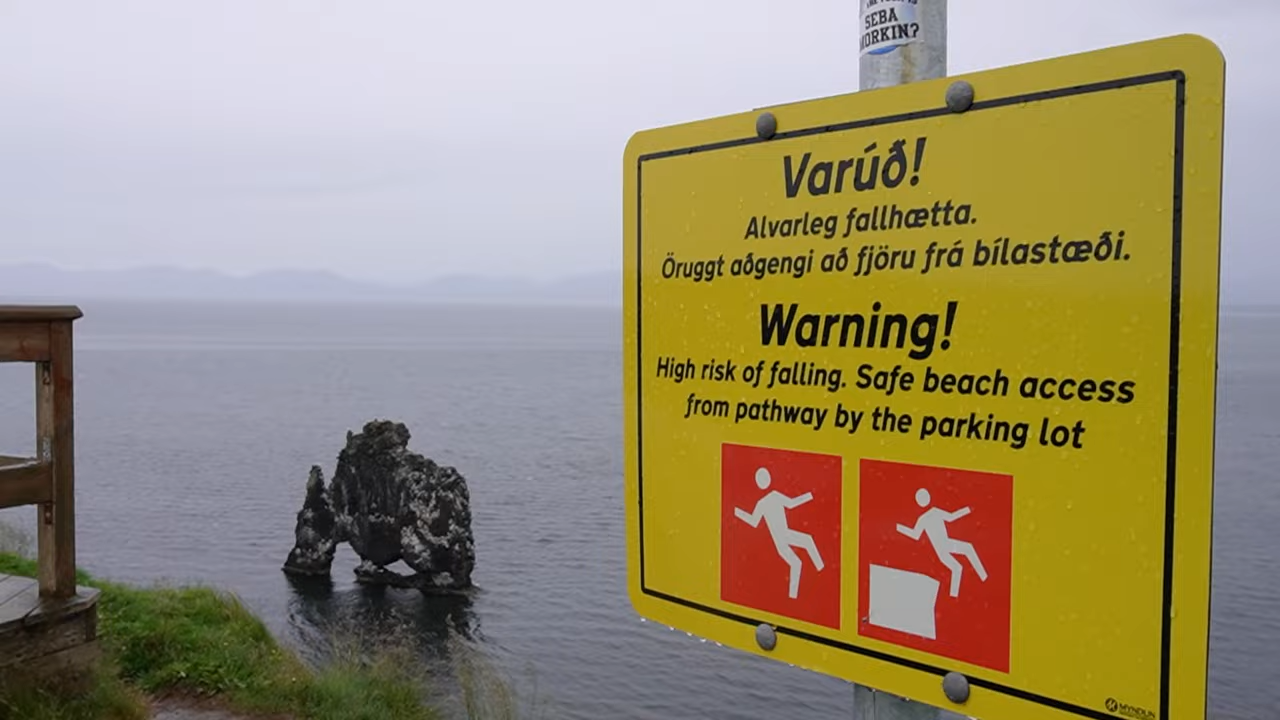 SEBA
Varúð!
Alvarleg fallhætta.
Öruggt aðgengi að fjöru frá bílastæði.
Warning!
High risk of falling. Safe beach access
from pathway by the parking lot
MYNDUN